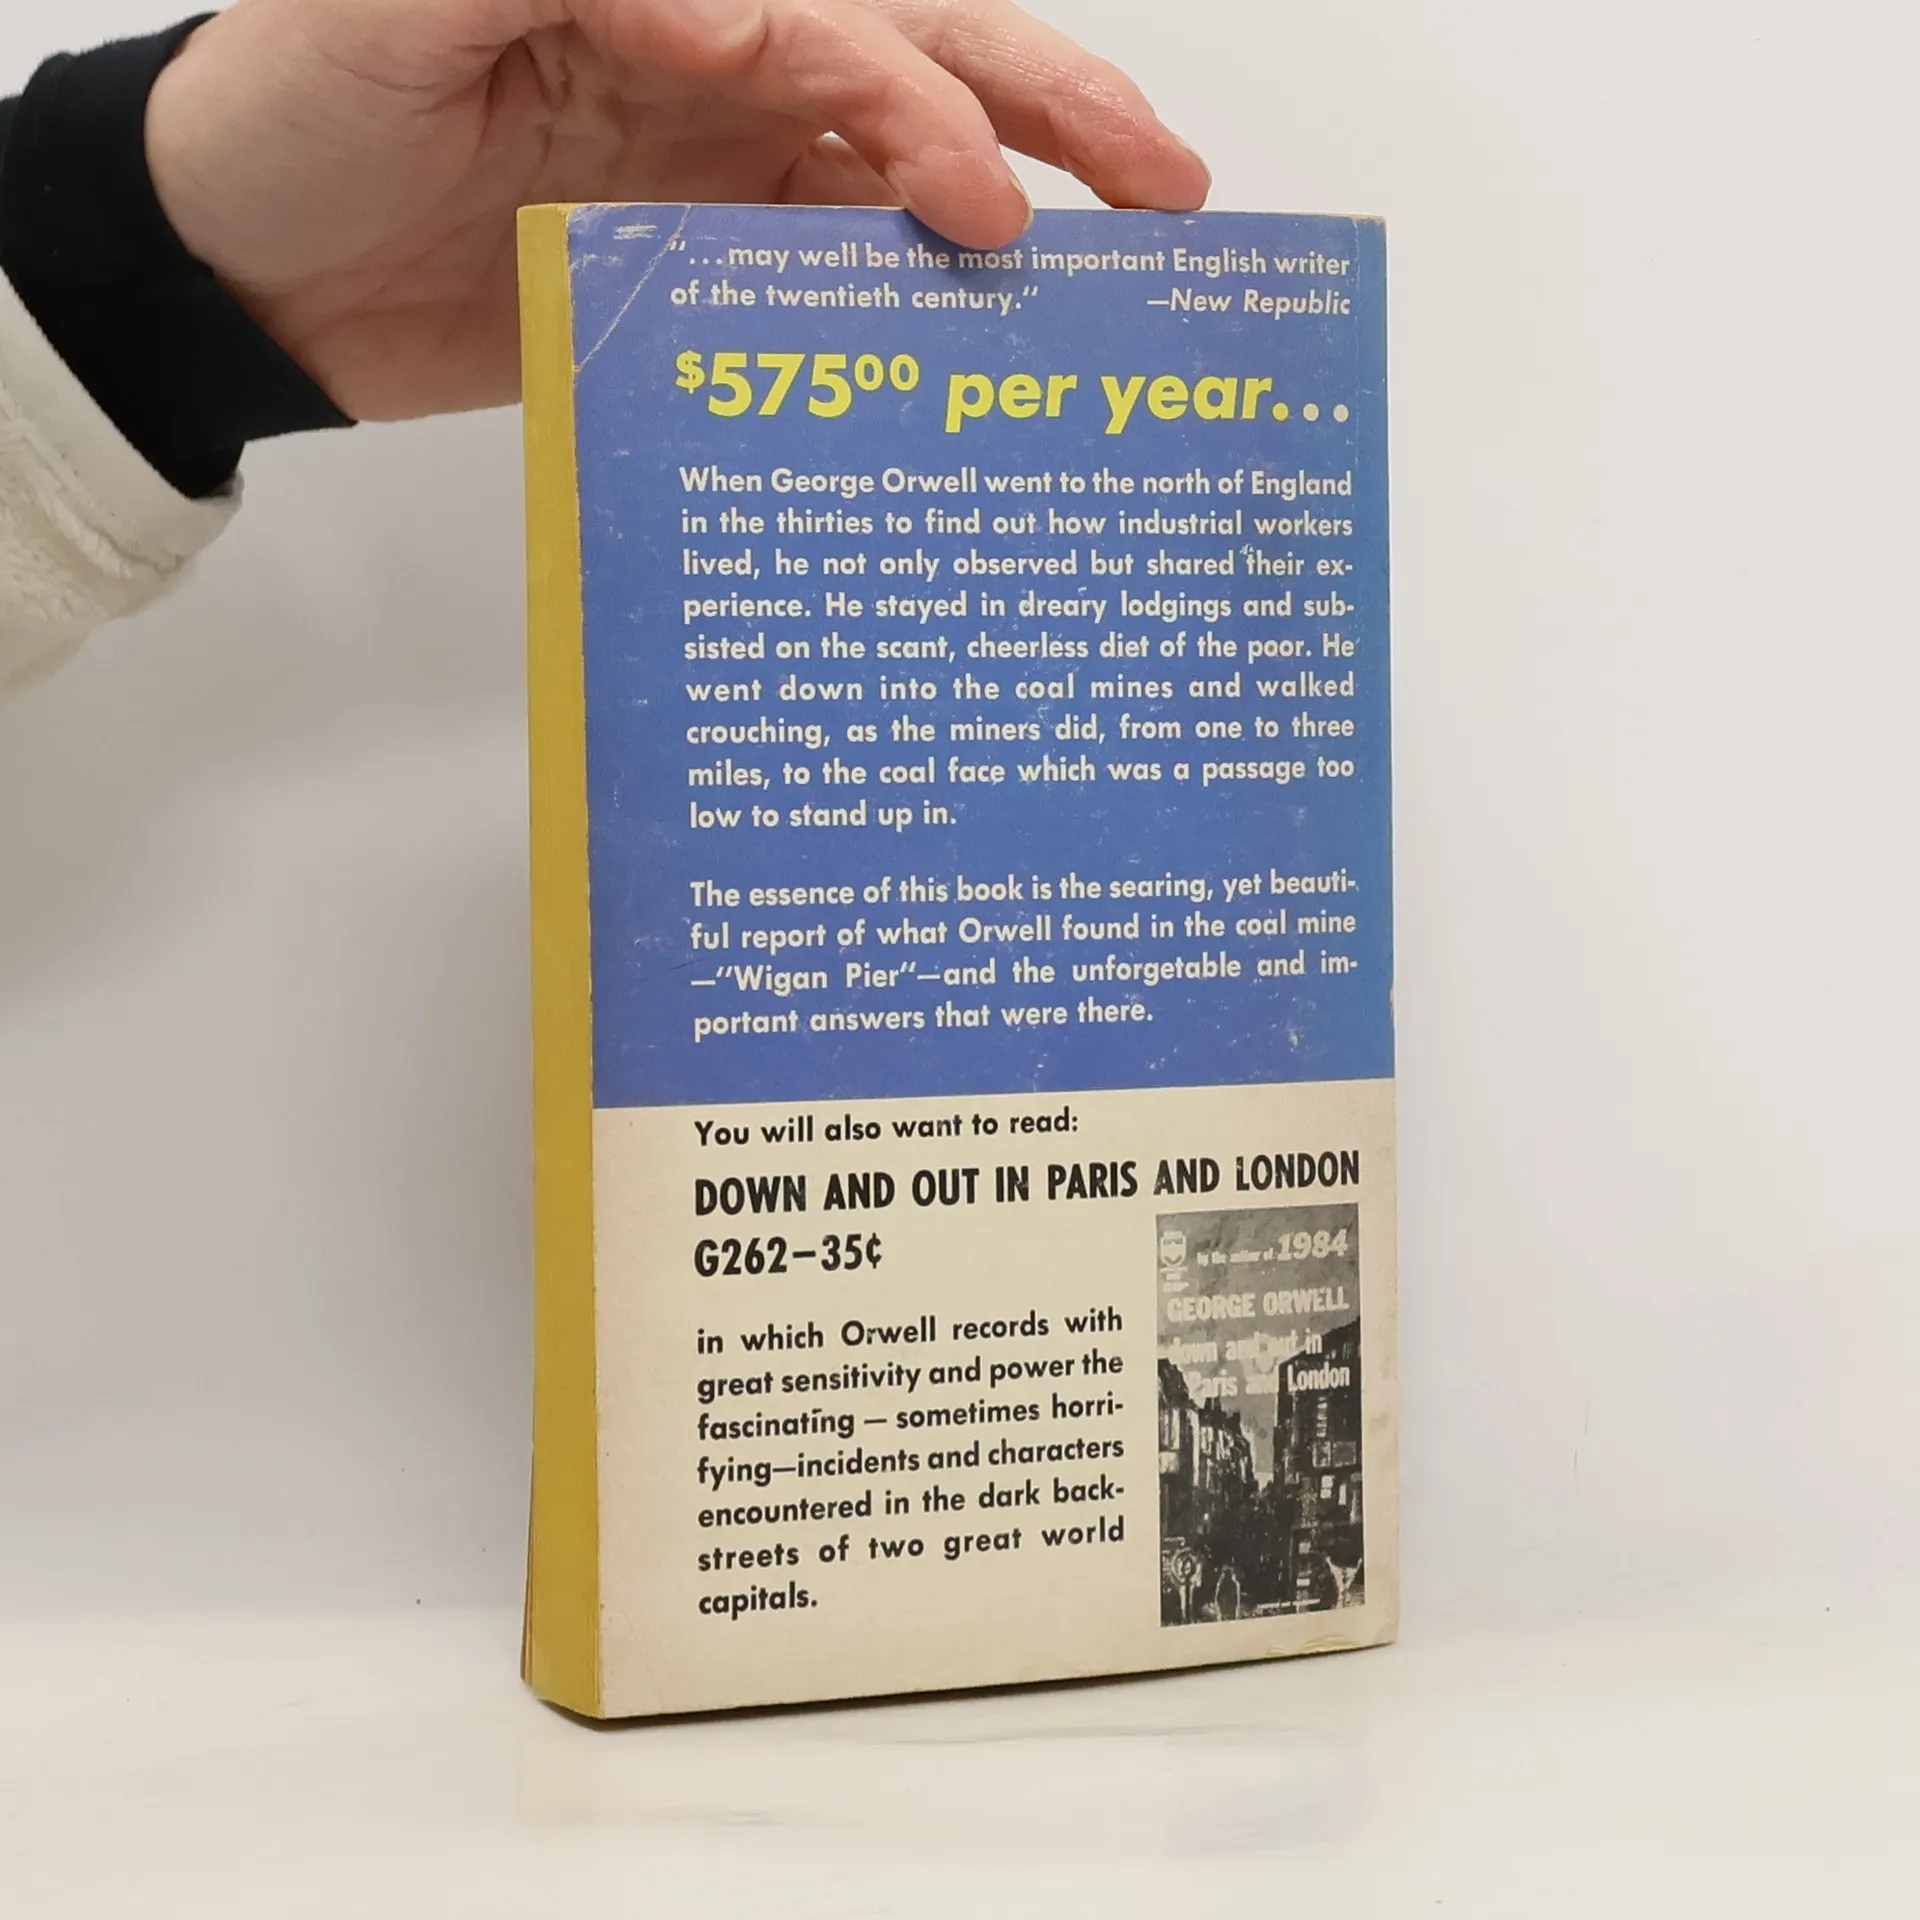 "...may well be the most important English writer
of the twentieth century." —New Republic
$575⁰⁰ per year...
When George Orwell went to the north of England
in the thirties to find out how industrial workers
lived, he not only observed but shared their ex-
perience. He stayed in dreary lodgings and sub-
sisted on the scant, cheerless diet of the poor. He
went down into the coal mines and walked
crouching, as the miners did, from one to three
miles, to the coal face which was a passage too
low to stand up in.
The essence of this book is the searing, yet beauti-
ful report of what Orwell found in the coal mine
—"Wigan Pier"—and the unforgetable and im-
portant answers that were there.
You will also want to read:
DOWN AND OUT IN PARIS AND LONDON
G262—35¢
in which Orwell records with
great sensitivity and power the
fascinating — sometimes horri-
fying—incidents and characters
encountered in the dark back-
streets of two great world
capitals.
by the author of 1984
GEORGE ORWELL
down and out in
Paris and London